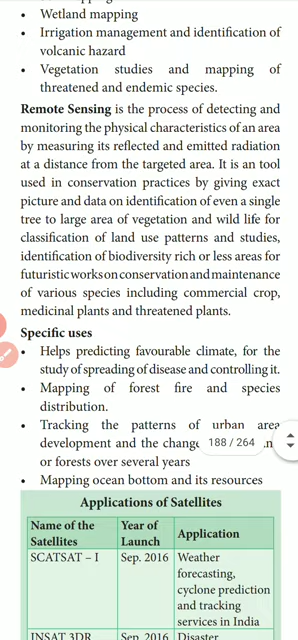 • Wetland mapping
• Irrigation management and identification of
volcanic hazard
• Vegetation studies and mapping of
threatened and endemic species.
Remote Sensing is the process of detecting and
monitoring the physical characteristics of an area
by measuring its reflected and emitted radiation
at a distance from the targeted area. It is an tool
used in conservation practices by giving exact
picture and data on identification of even a single
tree to large area of vegetation and wild life for
classification of land use patterns and studies,
identification of biodiversity rich or less areas for
futuristic works on conservation and maintenance
of various species including commercial crop,
medicinal plants and threatened plants.
Specific uses
• Helps predicting favourable climate, for the
study of spreading of disease and controlling it.
• Mapping of forest fire and species
distribution.
• Tracking the patterns of urban area
development and the change
188 / 264
or forests over several years
• Mapping ocean bottom and its resources
Applications of Satellites
Name of the Satellites Year of Launch Application
SCATSAT – I Sep. 2016 Weather
forecasting,
cyclone prediction
and tracking
services in India
INSAT 3DR Sep. 2016 Disaster